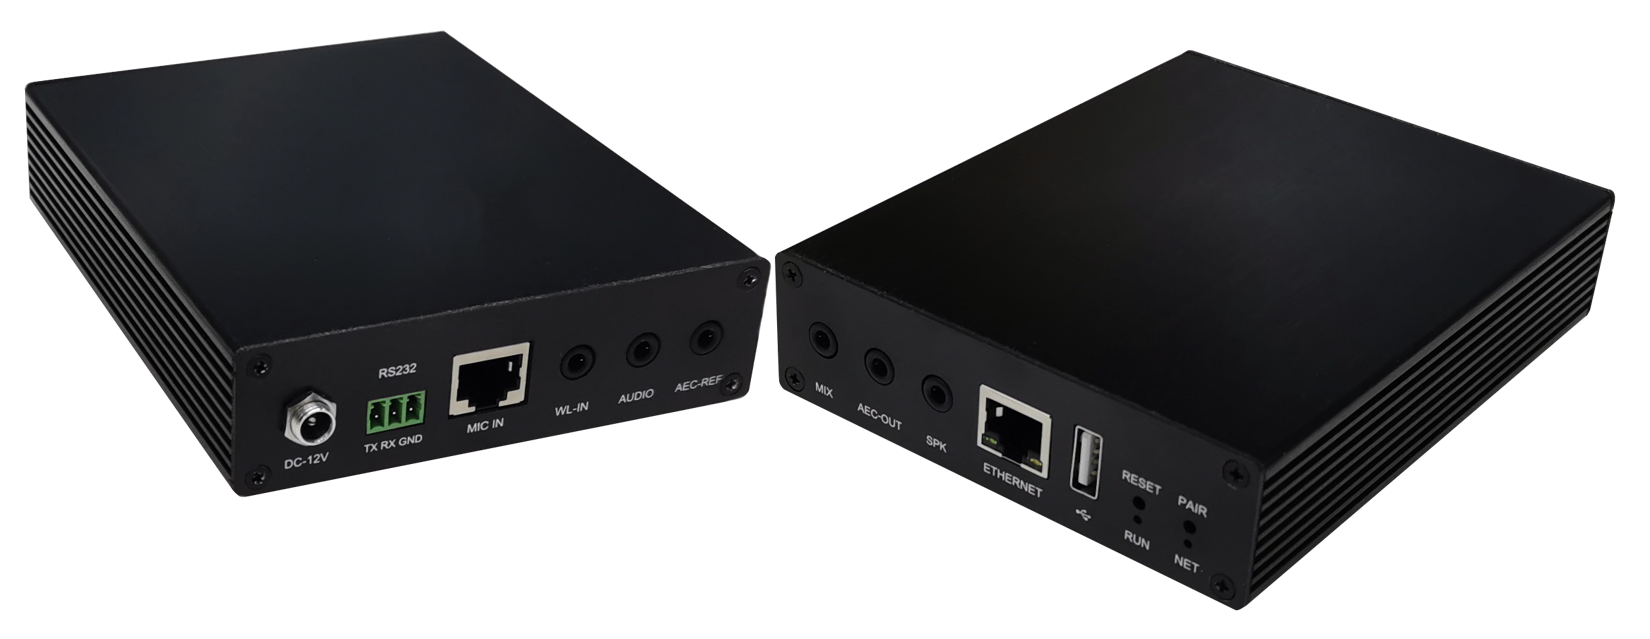 RS232
DC-12V
TX RX GND
MIC IN
WL-IN
AUDIO
AEC-REF
MIX
AEC-OUT
SPK
ETHERNET
RESET
PAIR
RUN
NET